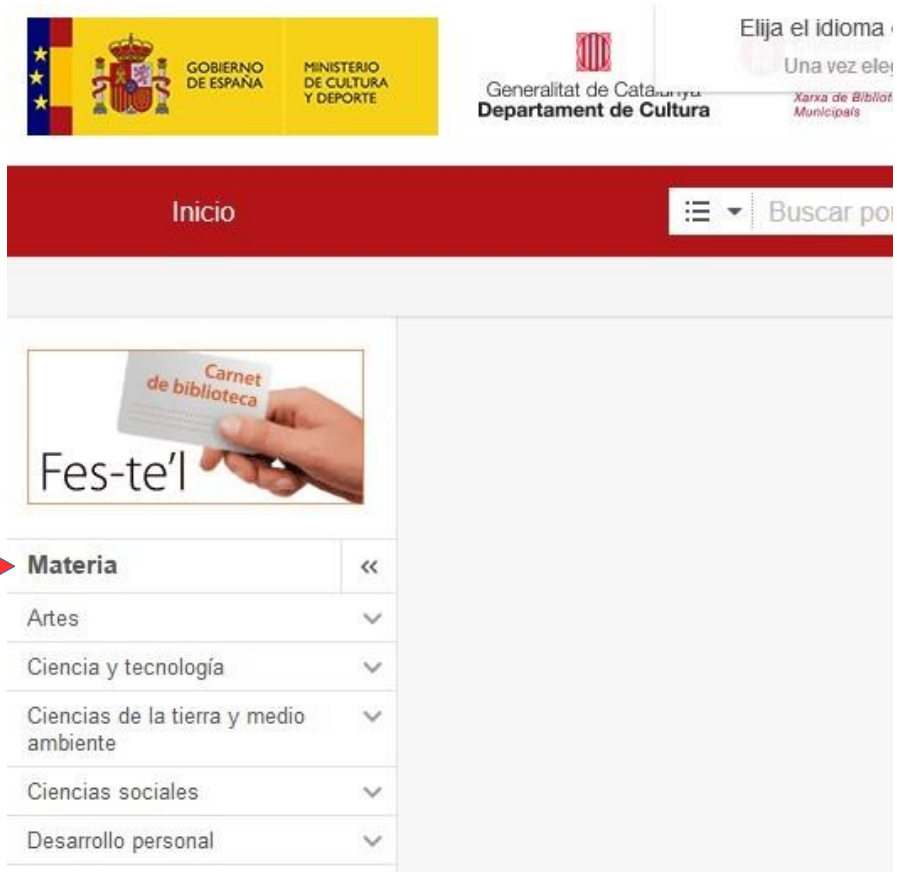 GOBIERNO
DE ESPAÑA
MINISTERIO
DE CULTURA
Y DEPORTE
Generalitat de Catalunya
Departament de Cultura
Elija el idioma
Una vez eleg
Xarxa de Bibliot
Municipals
Inicio
Buscar por
Carnet
de biblioteca
Fes-te'l
Materia
Artes
Ciencia y tecnología
Ciencias de la tierra y medio
ambiente
Ciencias sociales
Desarrollo personal